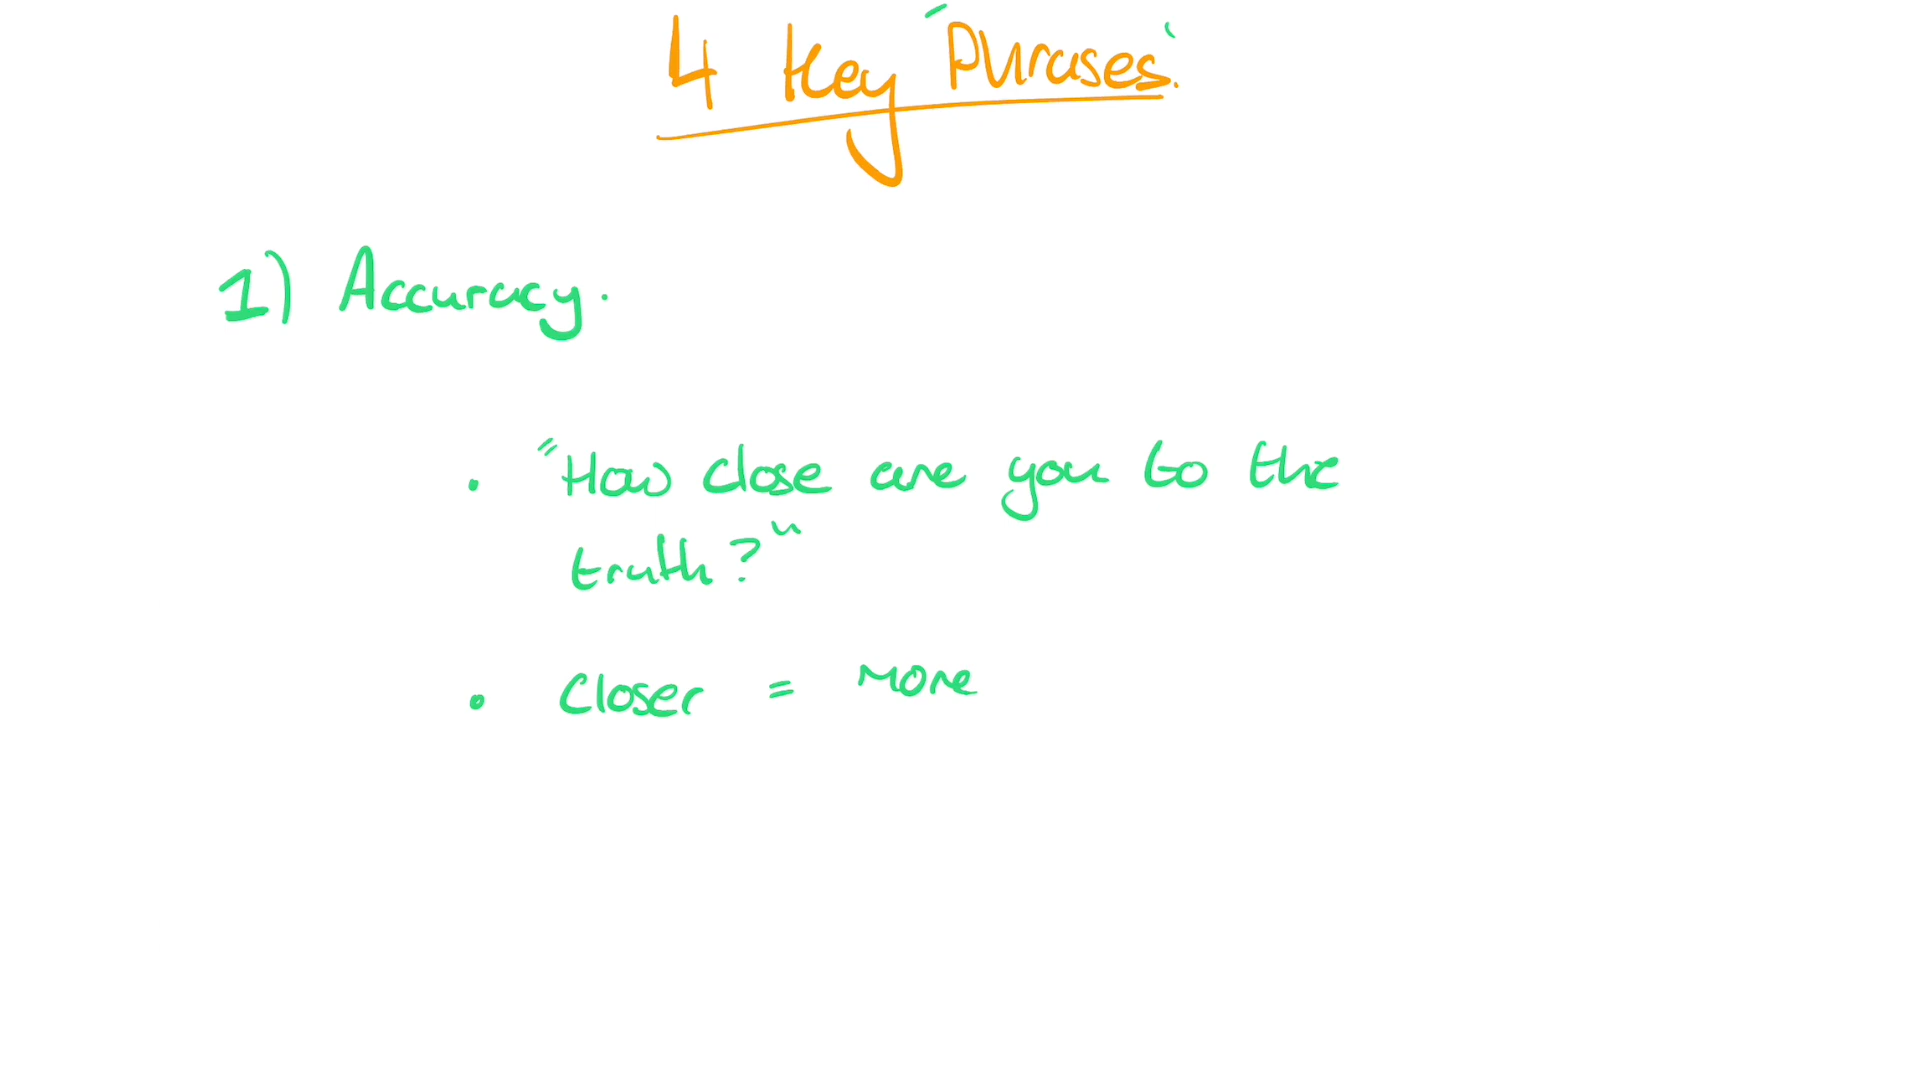 4 Key 'Phrases'.
1) Accuracy.
• "How close are you to the
truth?"
• Closer = more